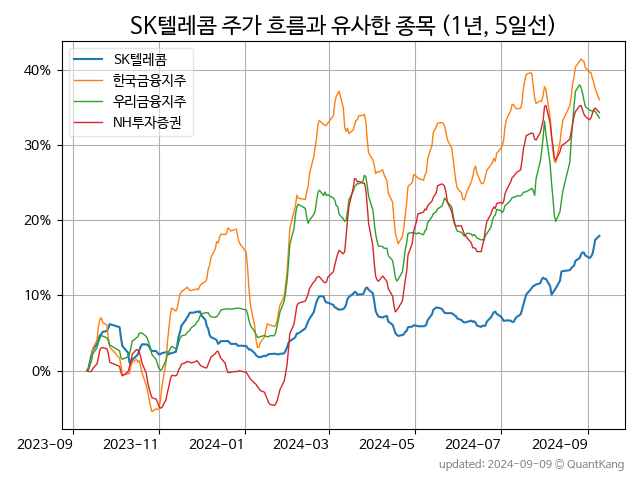 SK텔레콤 주가 흐름과 유사한 종목 (1년, 5일선)
SK텔레콤
한국금융지주
우리금융지주
NH투자증권
40%
30%
20%
10%
0%
2023-09 2023-11 2024-01 2024-03 2024-05 2024-07 2024-09
updated: 2024-09-09 © QuantKang